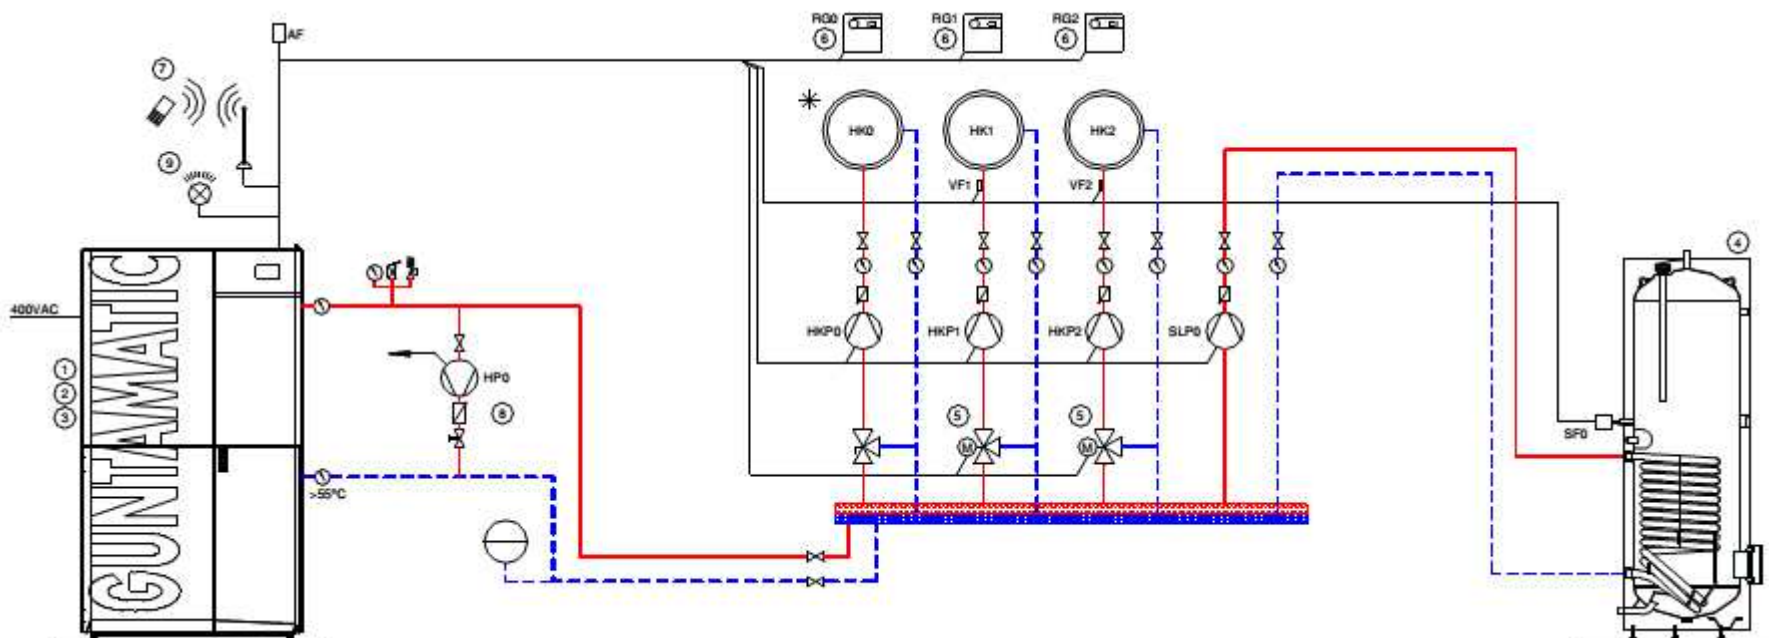 AF
RG0
6
RG1
6
RG2
6
7
9
HK0
HK1
HK2
VF1
VF2
4
400VAC
GUNTAMATIC
1
2
3
HP0
8
HKP0
HKP1
HKP2
SLP0
5
5
M
M
SF0
>55°C